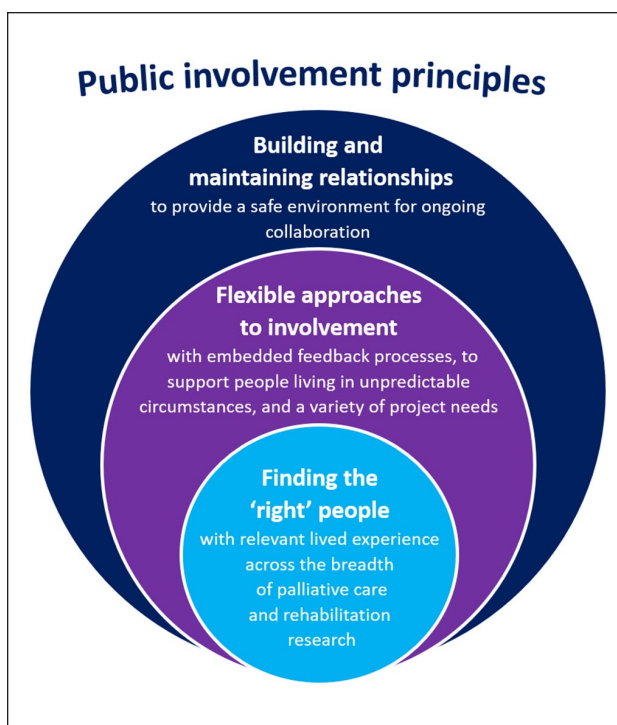 Public involvement principles
Building and
maintaining relationships
to provide a safe environment for ongoing
collaboration
Flexible approaches
to involvement
with embedded feedback processes, to
support people living in unpredictable
circumstances, and a variety of project needs
Finding the
‘right’ people
with relevant lived experience
across the breadth
of palliative care
and rehabilitation
research